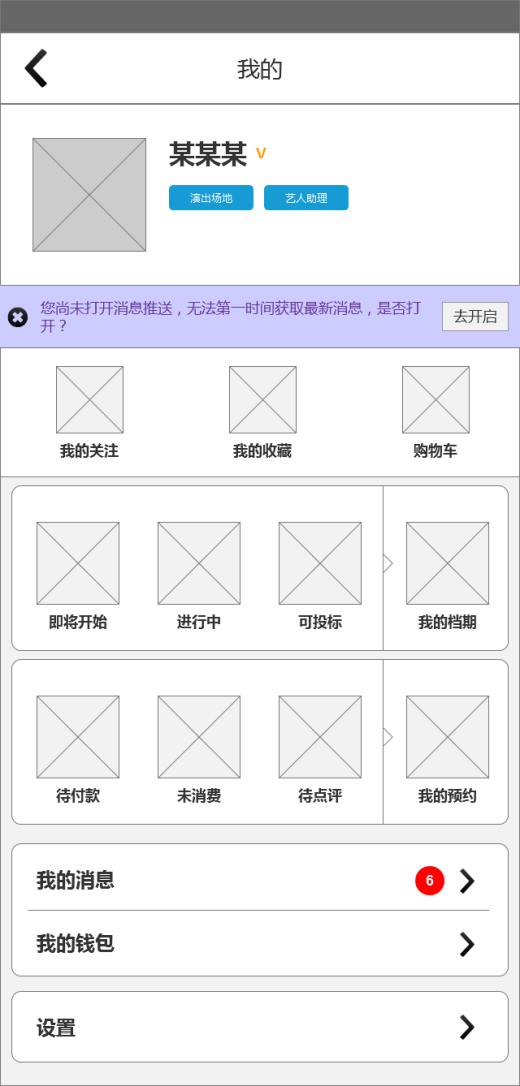 我的
某某某 V
演出场地 艺人助理
您尚未打开消息推送，无法第一时间获取最新消息，是否打
开？
去开启
我的关注 我的收藏 购物车
即将开始 进行中 可投标 我的档期
待付款 未消费 待点评 我的预约
我的消息 6
我的钱包
设置